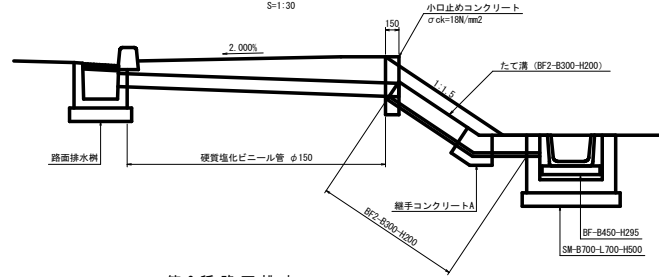 S=1:30
小口止めコンクリート
σck=18N/mm2
150
2.000%
たて溝（BF2-B300-H200）
1:1.5
路面排水桝
硬質塩化ビニール管 φ150
継手コンクリートA
BF2-B300-H200
BF-B450-H295
SM-B700-L700-H500